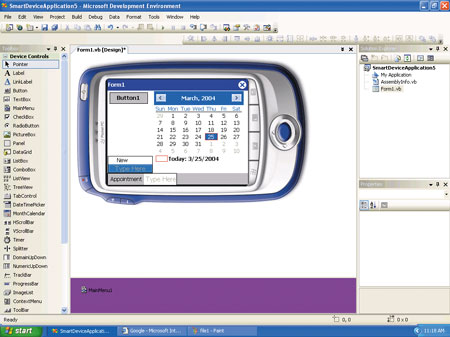 SmartDeviceApplication5 - Microsoft Development Environment
File Edit View Project Build Debug Data Format Tools Window Community Help
Toolbox
Device Controls
Pointer
Label
LinkLabel
Button
TextBox
MainMenu
CheckBox
RadioButton
PictureBox
Panel
DataGrid
ListBox
ComboBox
ListView
TreeView
TabControl
DateTimePicker
MonthCalendar
HScrollBar
VScrollBar
Timer
Splitter
DomainUpDown
NumericUpDown
TrackBar
ProgressBar
ImageList
ContextMenu
ToolBar
Form1.vb [Design]*
Form1
Button1
March, 2004
Sun Mon Tue Wed Thu Fri Sat
29 1 2 3 4 5 6
7 8 9 10 11 12 13
14 15 16 17 18 19 20
21 22 23 24 25 26 27
28 29 30 31 1 2 3
4 5 6 7 8 9 10
Today: 3/25/2004
New
Type Here
Appointment Type Here
MainMenu1
Solution Explorer
SmartDeviceApplication5
My Application
AssemblyInfo.vb
Form1.vb
Properties
Ready
0, 0
0 x 0
start
SmartDeviceApplication...
Google - Microsoft Int...
file1 - Paint
11:18 AM